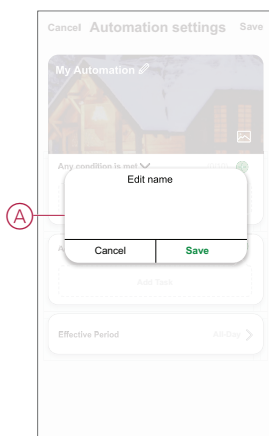 Cancel Automation settings Save
My Automation
Any condition is met
Edit name
A
Cancel Save
Add Task
Effective Period All-Day